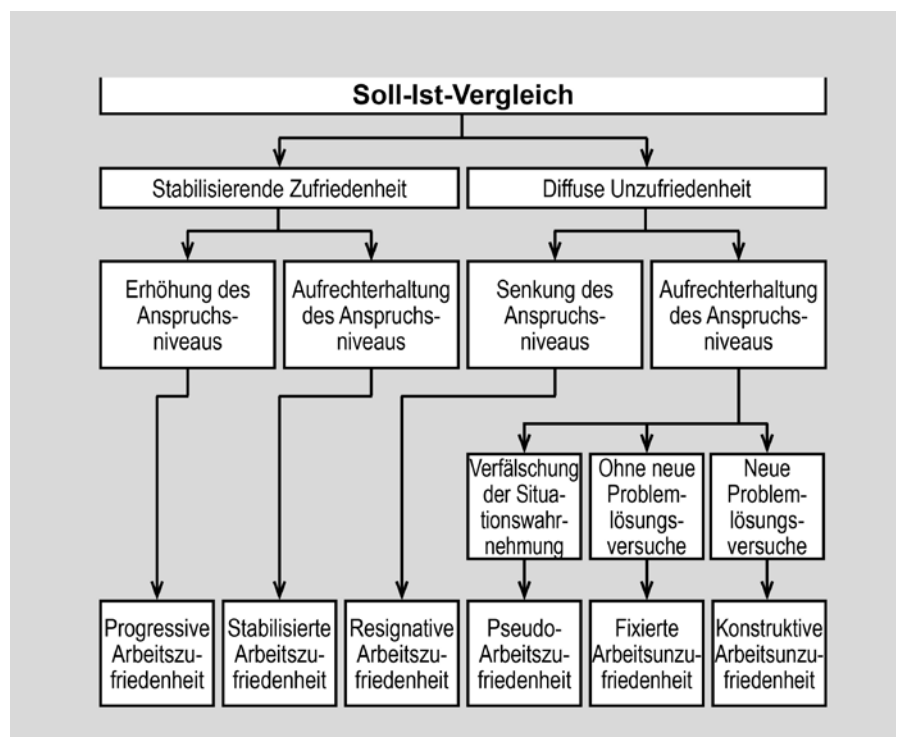 Soll-Ist-Vergleich
Stabilisierende Zufriedenheit
Diffuse Unzufriedenheit
Erhöhung des
Anspruchs-
niveaus
Aufrechterhaltung
des Anspruchs-
niveaus
Senkung des
Anspruchs-
niveaus
Aufrechterhaltung
des Anspruchs-
niveaus
Verfälschung
der Situa-
tionswahr-
nehmung
Ohne neue
Problem-
lösungs-
versuche
Neue
Problem-
lösungs-
versuche
Progressive
Arbeitszu-
friedenheit
Stabilisierte
Arbeitszu-
friedenheit
Resignative
Arbeitszu-
friedenheit
Pseudo-
Arbeitszu-
friedenheit
Fixierte
Arbeitsunzu-
friedenheit
Konstruktive
Arbeitsunzu-
friedenheit